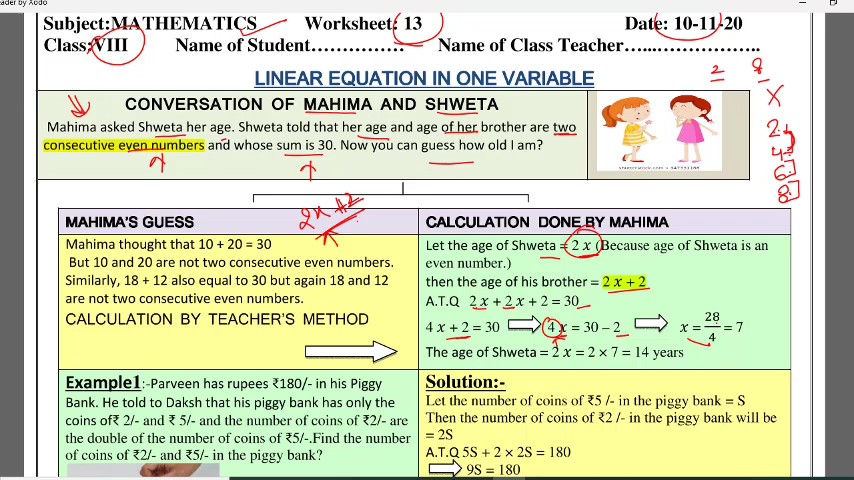 eader by Xodo
Subject:MATHEMATICS Worksheet: 13 Date: 10-11-20
Class:VIII Name of Student…………… Name of Class Teacher…...……………..
LINEAR EQUATION IN ONE VARIABLE
CONVERSATION OF MAHIMA AND SHWETA
Mahima asked Shweta her age. Shweta told that her age and age of her brother are two
consecutive even numbers and whose sum is 30. Now you can guess how old I am?
2 8
x
2
4
6
8
2x+2
MAHIMA'S GUESS
Mahima thought that 10 + 20 = 30
But 10 and 20 are not two consecutive even numbers.
Similarly, 18 + 12 also equal to 30 but again 18 and 12
are not two consecutive even numbers.
CALCULATION BY TEACHER'S METHOD
CALCULATION DONE BY MAHIMA
Let the age of Shweta = 2 x (Because age of Shweta is an
even number.)
then the age of his brother = 2 x + 2
A.T.Q 2 x + 2 x + 2 = 30
4 x + 2 = 30 4 x = 30 − 2 x = 28/4 = 7
The age of Shweta = 2 x = 2 × 7 = 14 years
Example1:-Parveen has rupees ₹180/- in his Piggy
Bank. He told to Daksh that his piggy bank has only the
coins of₹ 2/- and ₹ 5/- and the number of coins of ₹2/- are
the double of the number of coins of ₹5/-.Find the number
of coins of ₹2/- and ₹5/- in the piggy bank?
Solution:-
Let the number of coins of ₹5 /- in the piggy bank = S
Then the number of coins of ₹2 /- in the piggy bank will be
= 2S
A.T.Q 5S + 2 × 2S = 180
9S = 180